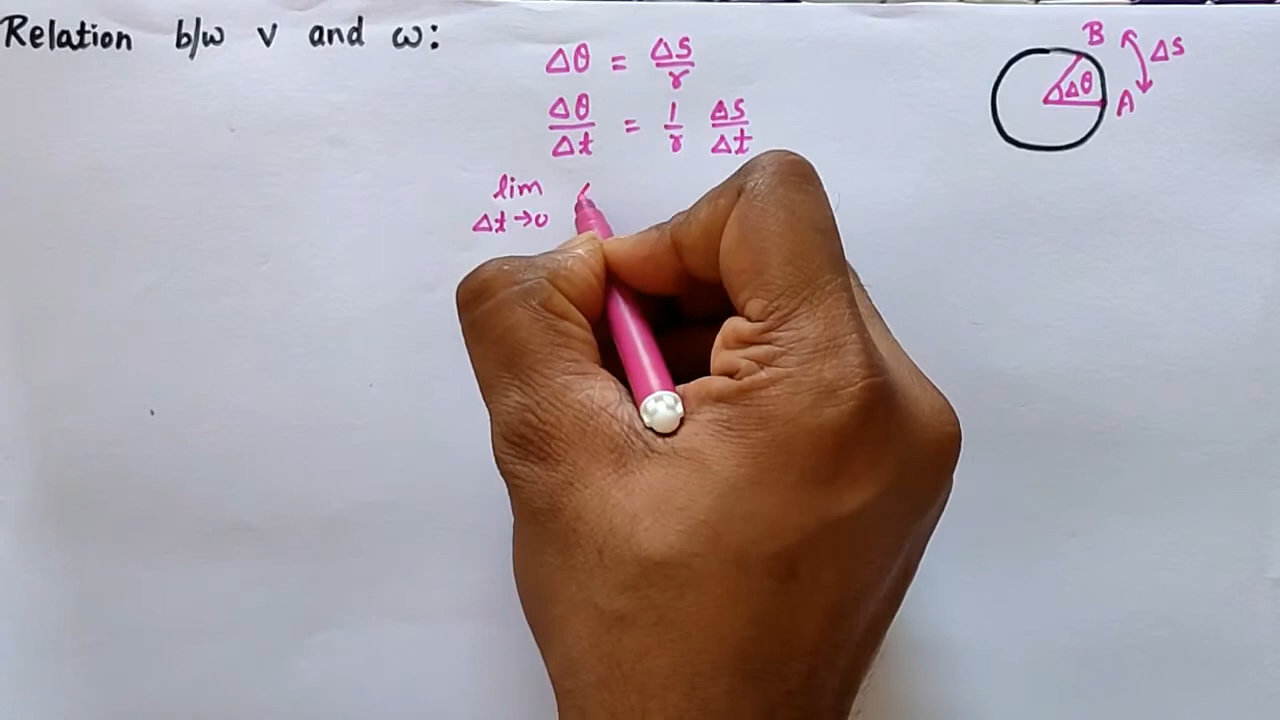 Relation b/w v and ω:
Δθ = Δs/r
Δθ/Δt = 1/r Δs/Δt
lim
Δt→0
B
Δs
Δθ
A